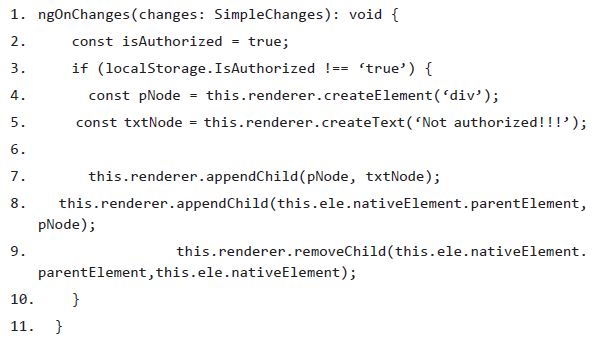 1. ngOnChanges(changes: SimpleChanges): void {
2. const isAuthorized = true;
3. if (localStorage.IsAuthorized !== ‘true’) {
4. const pNode = this.renderer.createElement(‘div’);
5. const txtNode = this.renderer.createText(‘Not authorized!!!’);
6.
7. this.renderer.appendChild(pNode, txtNode);
8. this.renderer.appendChild(this.ele.nativeElement.parentElement,
pNode);
9. this.renderer.removeChild(this.ele.nativeElement.
parentElement,this.ele.nativeElement);
10. }
11. }